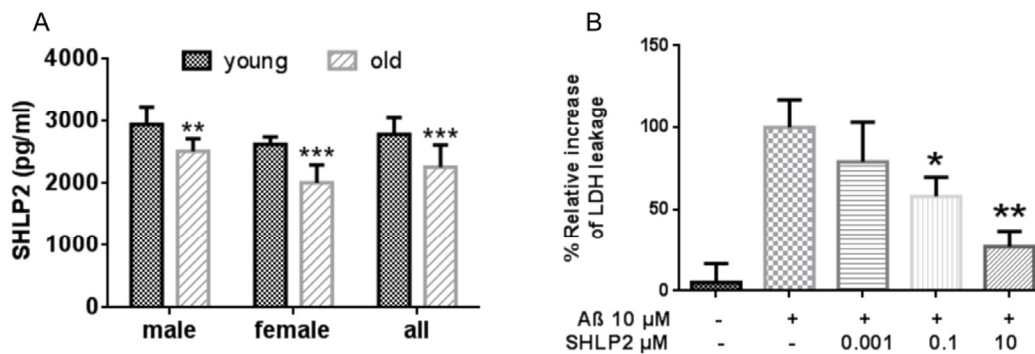 A
SHLP2 (pg/ml)
4000
3000
2000
1000
0
young old
**
***
***
male female all
B
% Relative increase
of LDH leakage
150
100
50
0
*
**
Aß 10 µM - + + + +
SHLP2 µM - - 0.001 0.1 10